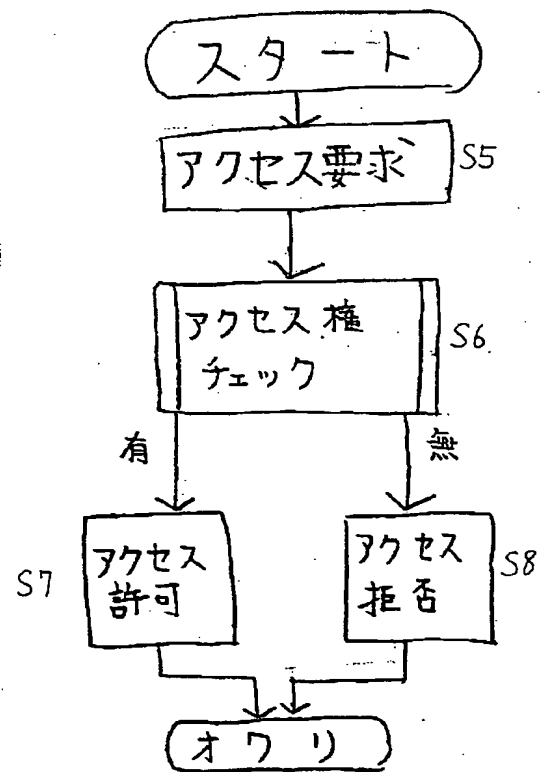 スタート
アクセス要求 S5
アクセス権 S6
チェック
有 無
アクセス
許可
S7
アクセス
拒否
S8
オワリ